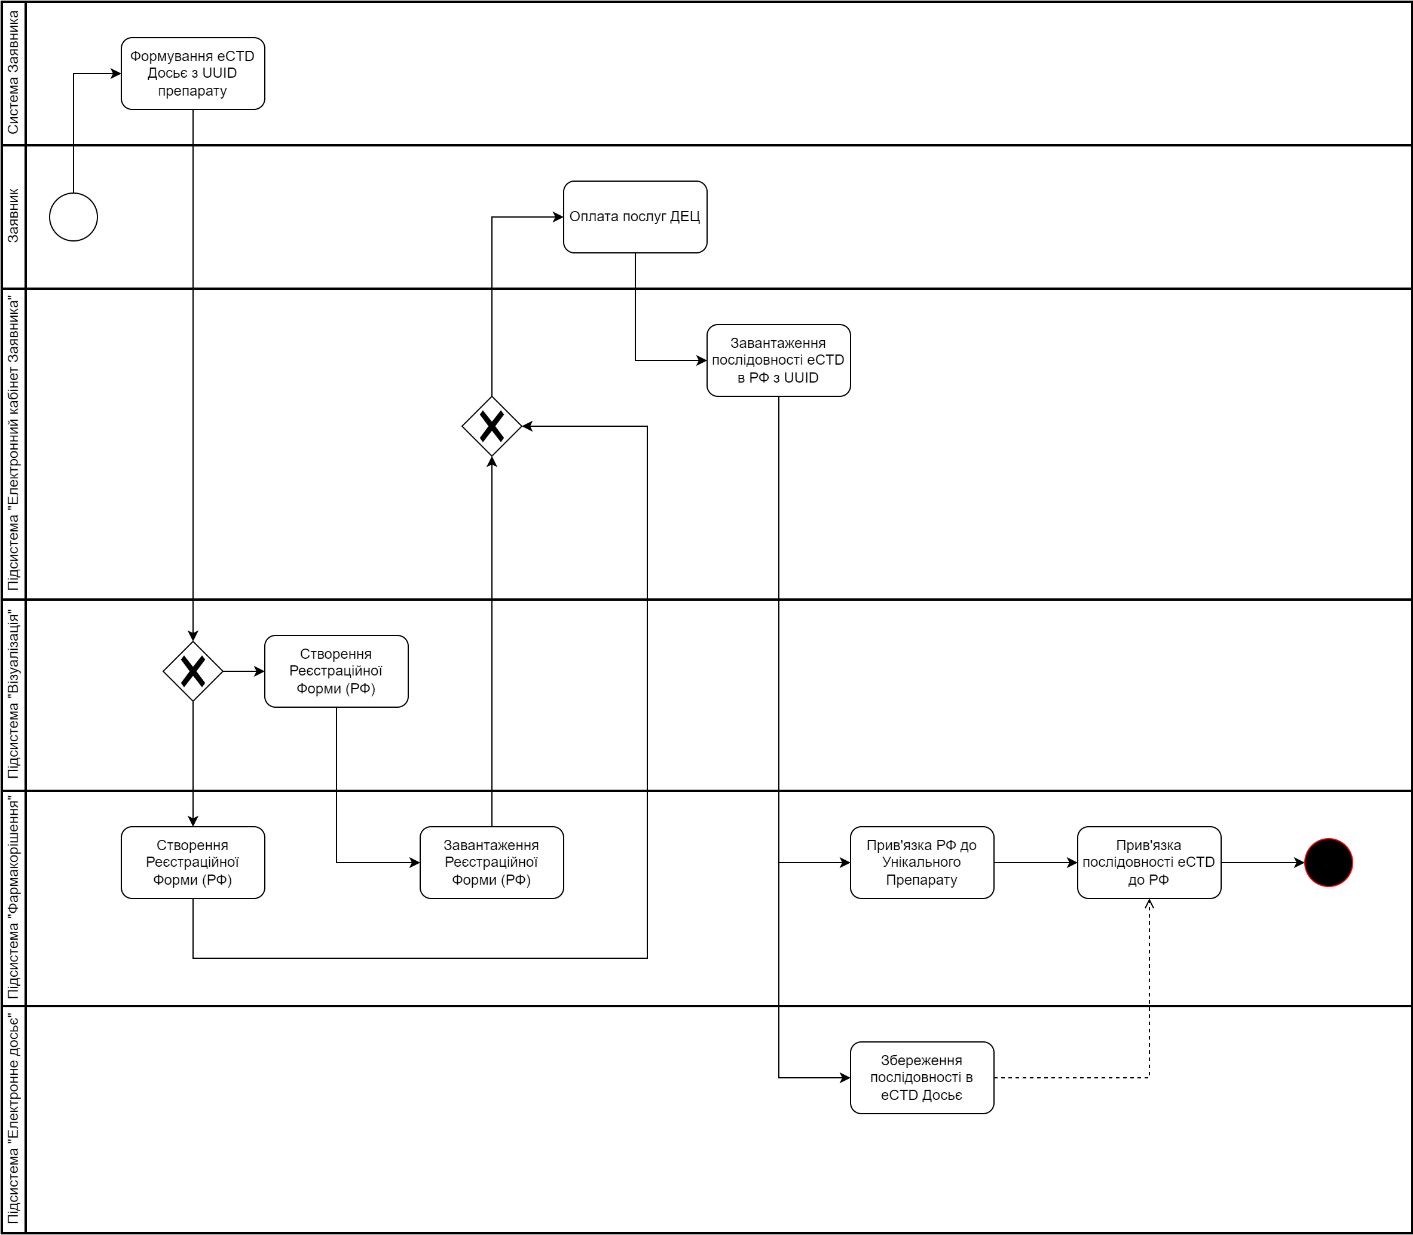 Система Заявника
Формування eCTD
Досьє з UUID
препарату
Заявник
Оплата послуг ДЕЦ
Підсистема "Електронний кабінет Заявника"
Завантаження
послідовності eCTD
в РФ з UUID
Підсистема "Візуалізація"
Створення
Реєстраційної
Форми (РФ)
Підсистема "Фармакорішення"
Створення
Реєстраційної
Форми (РФ)
Завантаження
Реєстраційної
Форми (РФ)
Прив'язка РФ до
Унікального
Препарату
Прив'язка
послідовності eCTD
до РФ
Підсистема "Електронне досьє"
Збереження
послідовності в
eCTD Досьє